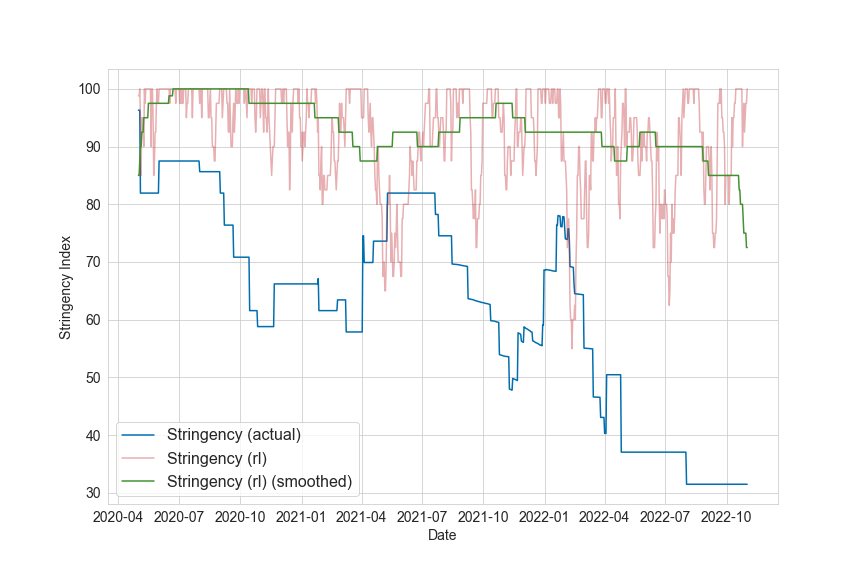 100
90
80
70
60
50
40
30
Stringency Index
Stringency (actual)
Stringency (rl)
Stringency (rl) (smoothed)
2020-04 2020-07 2020-10 2021-01 2021-04 2021-07 2021-10 2022-01 2022-04 2022-07 2022-10
Date